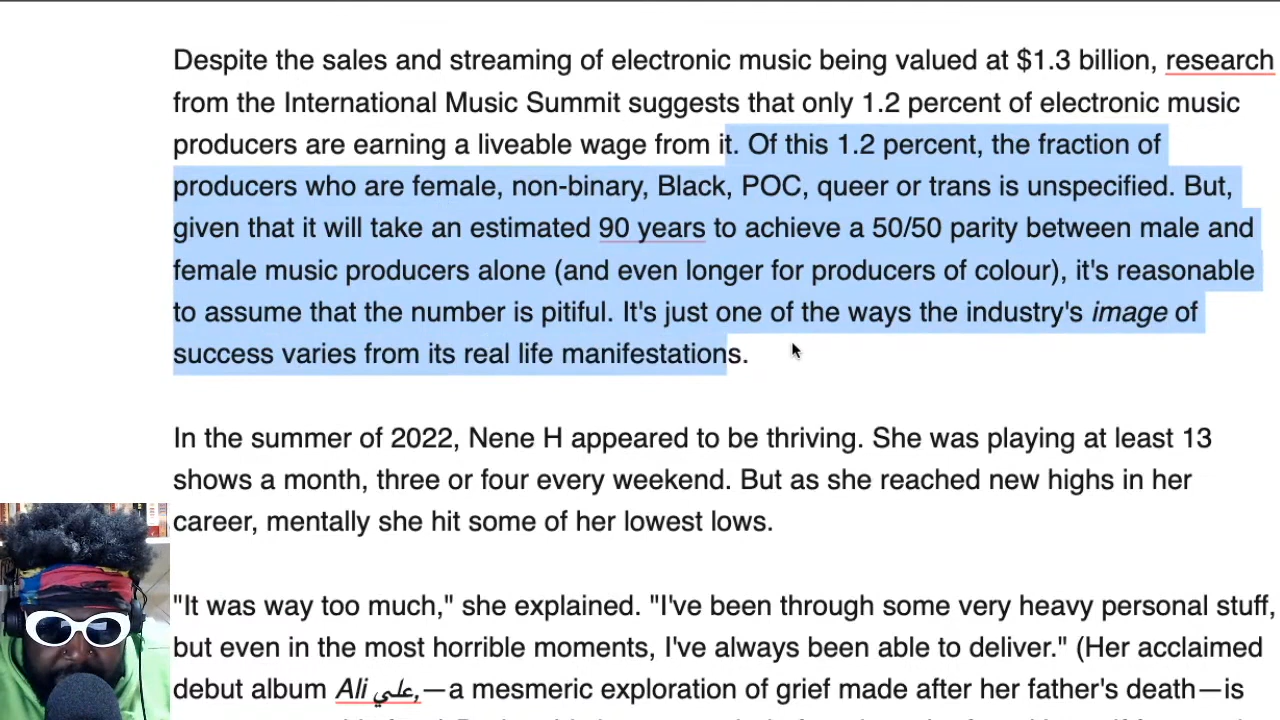 Despite the sales and streaming of electronic music being valued at $1.3 billion, research
from the International Music Summit suggests that only 1.2 percent of electronic music
producers are earning a liveable wage from it. Of this 1.2 percent, the fraction of
producers who are female, non-binary, Black, POC, queer or trans is unspecified. But,
given that it will take an estimated 90 years to achieve a 50/50 parity between male and
female music producers alone (and even longer for producers of colour), it's reasonable
to assume that the number is pitiful. It's just one of the ways the industry's image of
success varies from its real life manifestations.
In the summer of 2022, Nene H appeared to be thriving. She was playing at least 13
shows a month, three or four every weekend. But as she reached new highs in her
career, mentally she hit some of her lowest lows.
"It was way too much," she explained. "I've been through some very heavy personal stuff,
but even in the most horrible moments, I've always been able to deliver." (Her acclaimed
debut album Ali علي,—a mesmeric exploration of grief made after her father's death—is